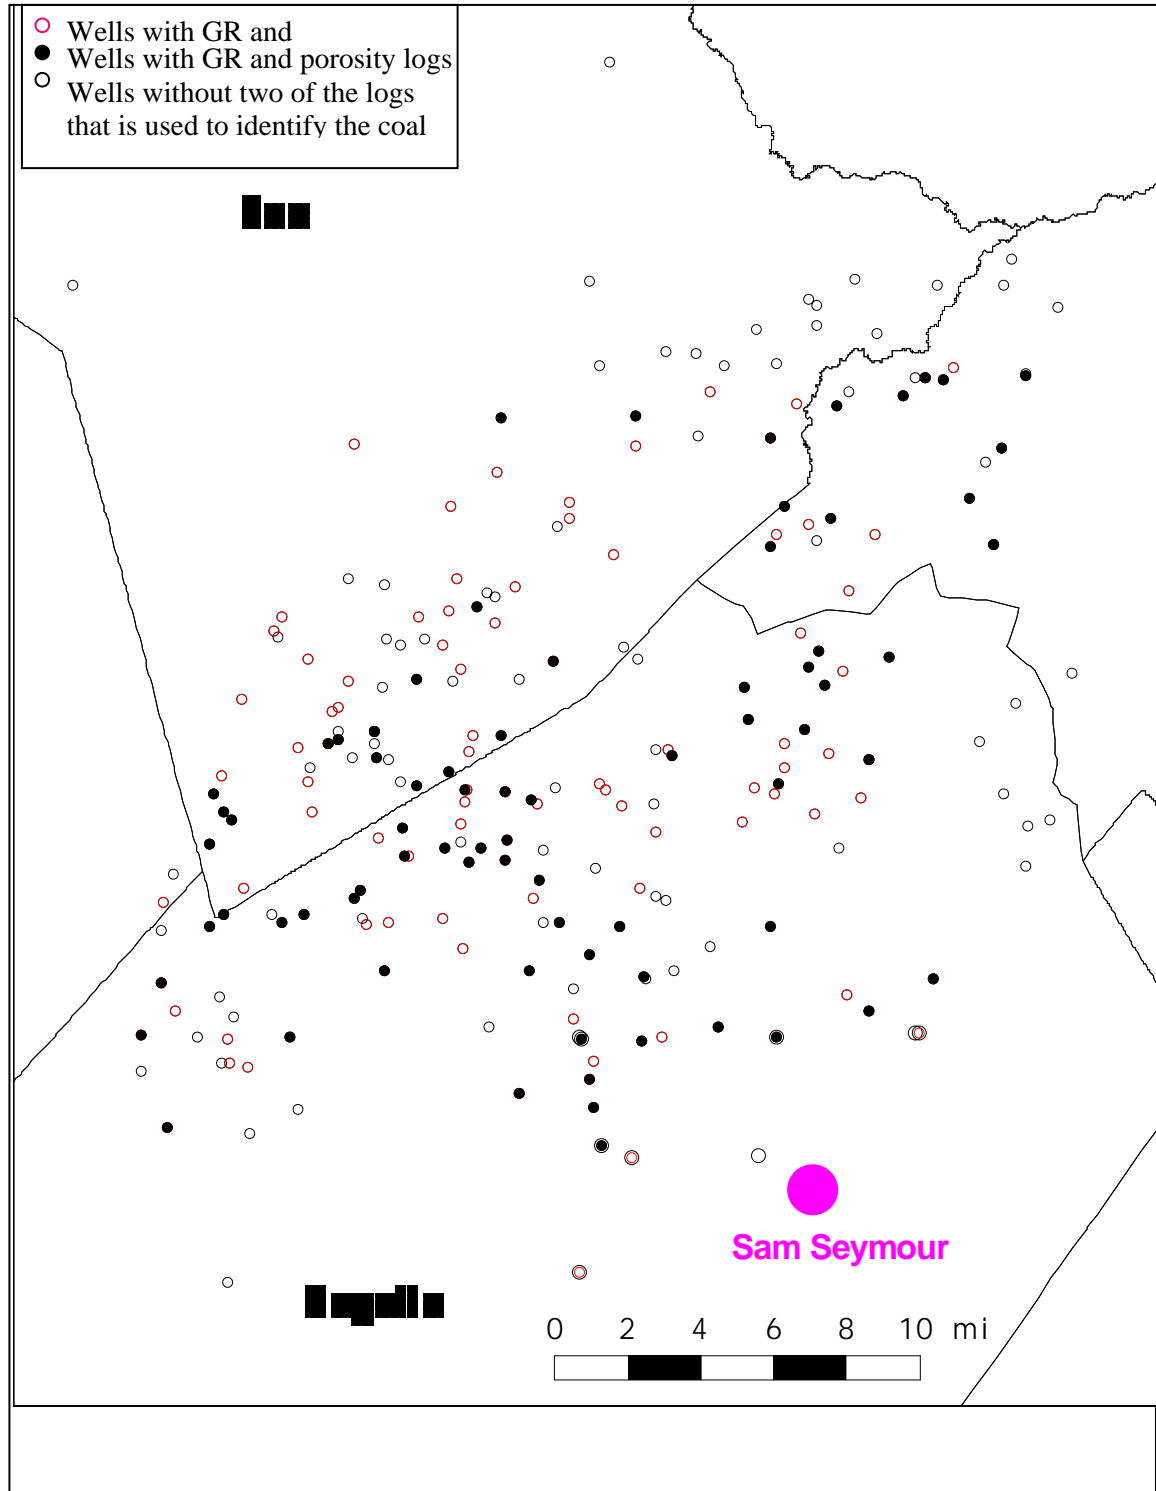 Wells with GR and
Wells with GR and porosity logs
Wells without two of the logs
that is used to identify the coal
Sam Seymour
0 2 4 6 8 10 mi